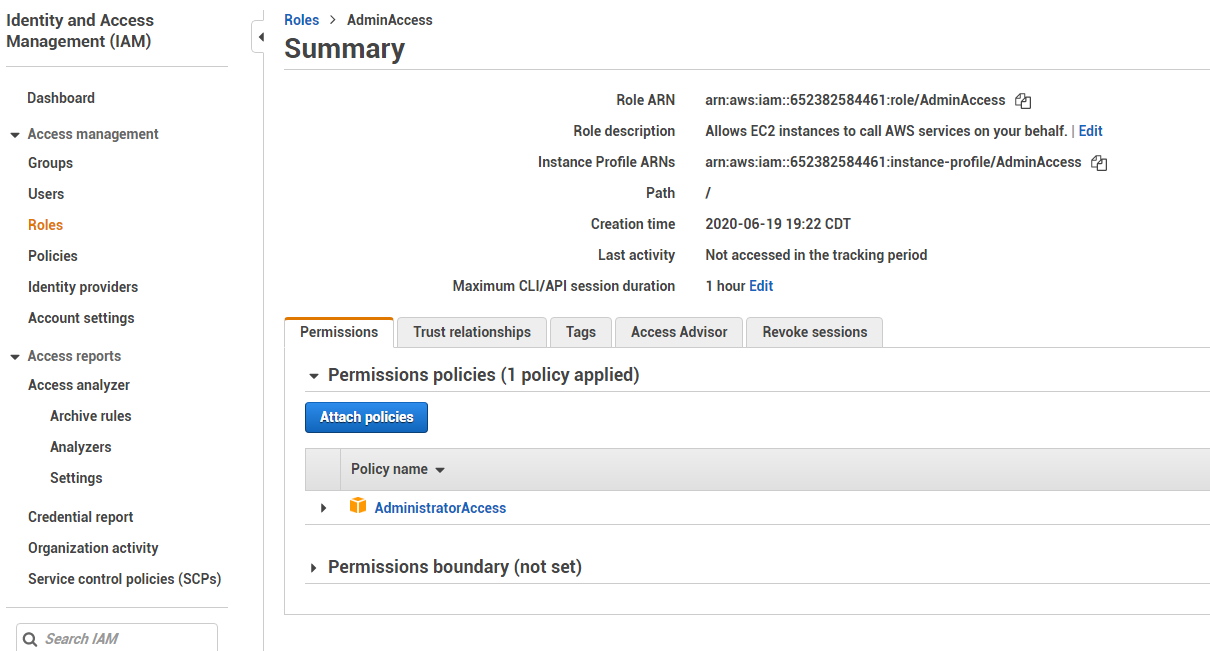 Identity and Access
Management (IAM)
Dashboard
Access management
Groups
Users
Roles
Policies
Identity providers
Account settings
Access reports
Access analyzer
Archive rules
Analyzers
Settings
Credential report
Organization activity
Service control policies (SCPs)
Search IAM
Roles > AdminAccess
Summary
Role ARN arn:aws:iam::652382584461:role/AdminAccess
Role description Allows EC2 instances to call AWS services on your behalf. | Edit
Instance Profile ARNs arn:aws:iam::652382584461:instance-profile/AdminAccess
Path /
Creation time 2020-06-19 19:22 CDT
Last activity Not accessed in the tracking period
Maximum CLI/API session duration 1 hour Edit
Permissions Trust relationships Tags Access Advisor Revoke sessions
Permissions policies (1 policy applied)
Attach policies
Policy name
AdministratorAccess
Permissions boundary (not set)